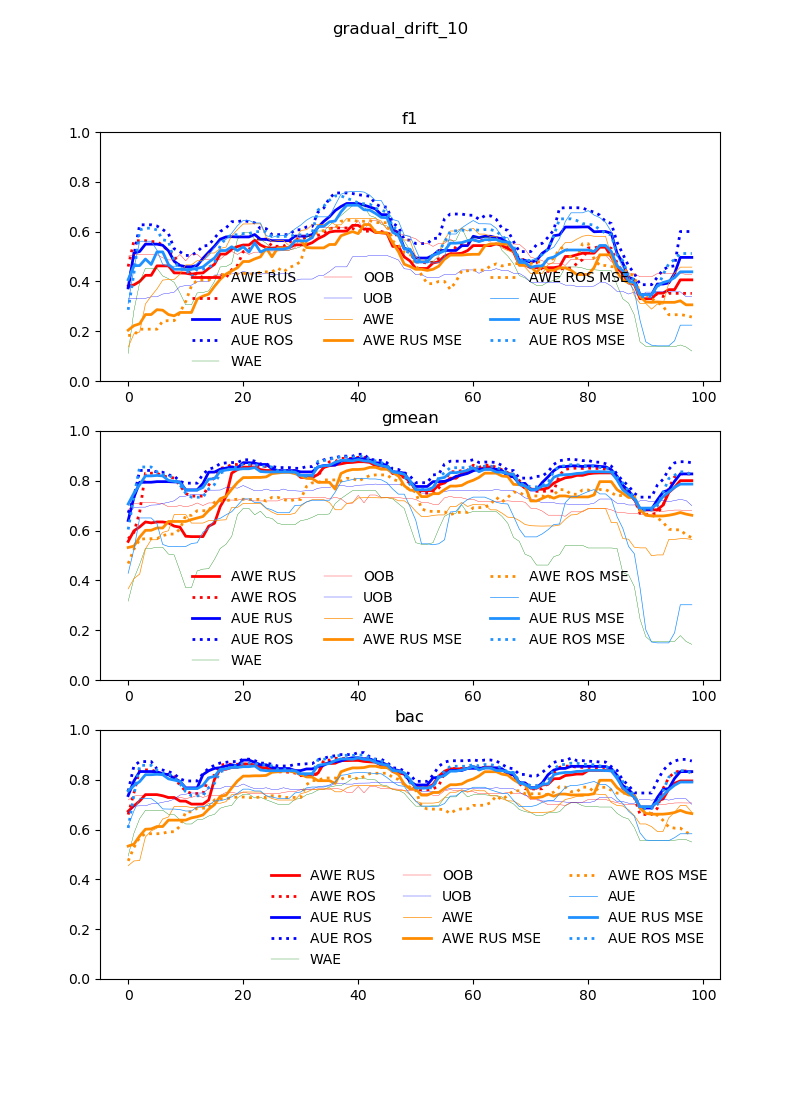 gradual_drift_10
f1
1.0
0.8
0.6
0.4
0.2
0.0
AWE RUS OOB AWE ROS MSE
AWE ROS UOB AUE
AUE RUS AWE AUE RUS MSE
AUE ROS AWE RUS MSE AUE ROS MSE
WAE
0 20 40 60 80 100
gmean
1.0
0.8
0.6
0.4
0.2
0.0
AWE RUS OOB AWE ROS MSE
AWE ROS UOB AUE
AUE RUS AWE AUE RUS MSE
AUE ROS AWE RUS MSE AUE ROS MSE
WAE
0 20 40 60 80 100
bac
1.0
0.8
0.6
0.4
0.2
0.0
AWE RUS OOB AWE ROS MSE
AWE ROS UOB AUE
AUE RUS AWE AUE RUS MSE
AUE ROS AWE RUS MSE AUE ROS MSE
WAE
0 20 40 60 80 100